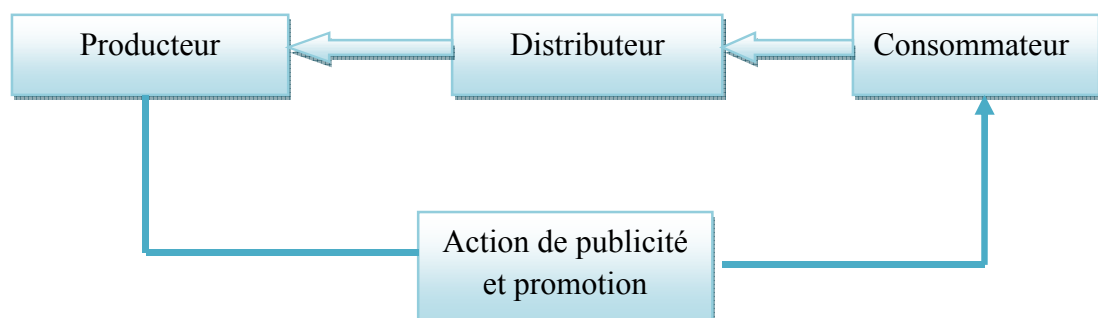 Producteur
Distributeur
Consommateur
Action de publicité
et promotion